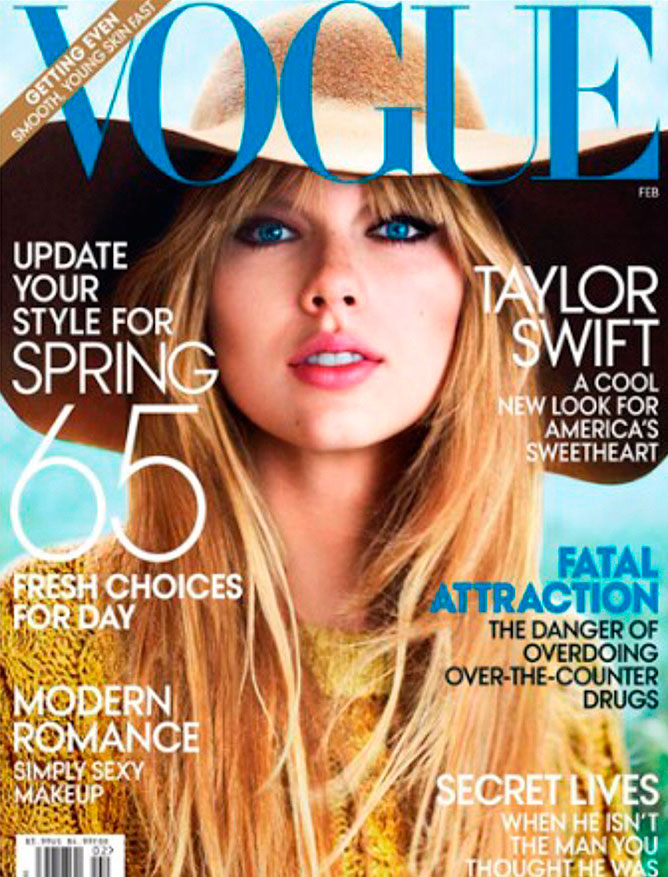 GETTING EVEN
SMOOTH, YOUNG SKIN FAST
VOGUE
FEB
UPDATE
YOUR
STYLE FOR
SPRING
65
FRESH CHOICES
FOR DAY
TAYLOR
SWIFT
A COOL
NEW LOOK FOR
AMERICA'S
SWEETHEART
FATAL
ATTRACTION
THE DANGER OF
OVERDOING
OVER-THE-COUNTER
DRUGS
MODERN
ROMANCE
SIMPLY SEXY
MAKEUP
SECRET LIVES
WHEN HE ISN'T
THE MAN YOU
THOUGHT HE WAS
02>